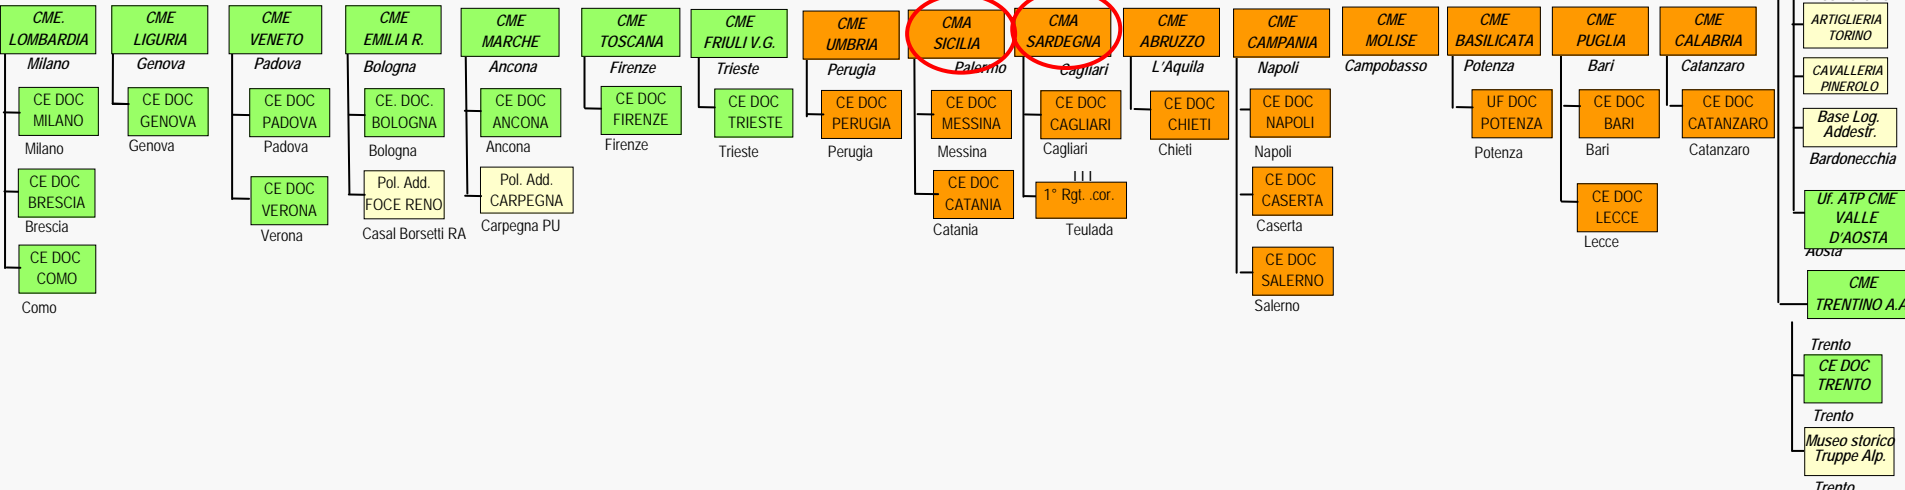 CME.
LOMBARDIA
Milano
CE DOC
MILANO
Milano
CE DOC
BRESCIA
Brescia
CE DOC
COMO
Como
CME
LIGURIA
Genova
CE DOC
GENOVA
Genova
CME
VENETO
Padova
CE DOC
PADOVA
Padova
CE DOC
VERONA
Verona
CME
EMILIA R.
Bologna
CE. DOC.
BOLOGNA
Bologna
Pol. Add.
FOCE RENO
Casal Borsetti RA
CME
MARCHE
Ancona
CE DOC
ANCONA
Ancona
Pol. Add.
CARPEGNA
Carpegna PU
CME
TOSCANA
Firenze
CE DOC
FIRENZE
Firenze
CME
FRIULI V.G.
Trieste
CE DOC
TRIESTE
Trieste
CME
UMBRIA
Perugia
CE DOC
PERUGIA
Perugia
CMA
SICILIA
Palermo
CE DOC
MESSINA
Messina
CE DOC
CATANIA
Catania
CMA
SARDEGNA
Cagliari
CE DOC
CAGLIARI
Cagliari
III
1° Rgt. .cor.
Teulada
CME
ABRUZZO
L'Aquila
CE DOC
CHIETI
Chieti
CME
CAMPANIA
Napoli
CE DOC
NAPOLI
Napoli
CE DOC
CASERTA
Caserta
CE DOC
SALERNO
Salerno
CME
MOLISE
Campobasso
CME
BASILICATA
Potenza
UF DOC
POTENZA
Potenza
CME
PUGLIA
Bari
CE DOC
BARI
Bari
CE DOC
LECCE
Lecce
CME
CALABRIA
Catanzaro
CE DOC
CATANZARO
Catanzaro
ARTIGLIERIA
TORINO
CAVALLERIA
PINEROLO
Base Log.
Addestr.
Bardonecchia
Uf. ATP CME
VALLE
D'AOSTA
Aosta
CME
TRENTINO A.A
Trento
CE DOC
TRENTO
Trento
Museo storico
Truppe Alp.
Trento